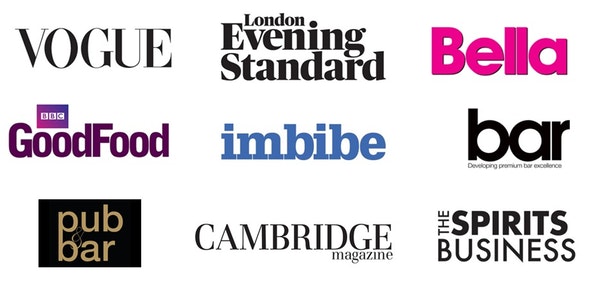 VOGUE
London
Evening
Standard
Bella
BBC
GoodFood
imbibe
bar
Developing premium bar excellence
pub
&
bar
CAMBRIDGE
magazine
THE SPIRITS
BUSINESS